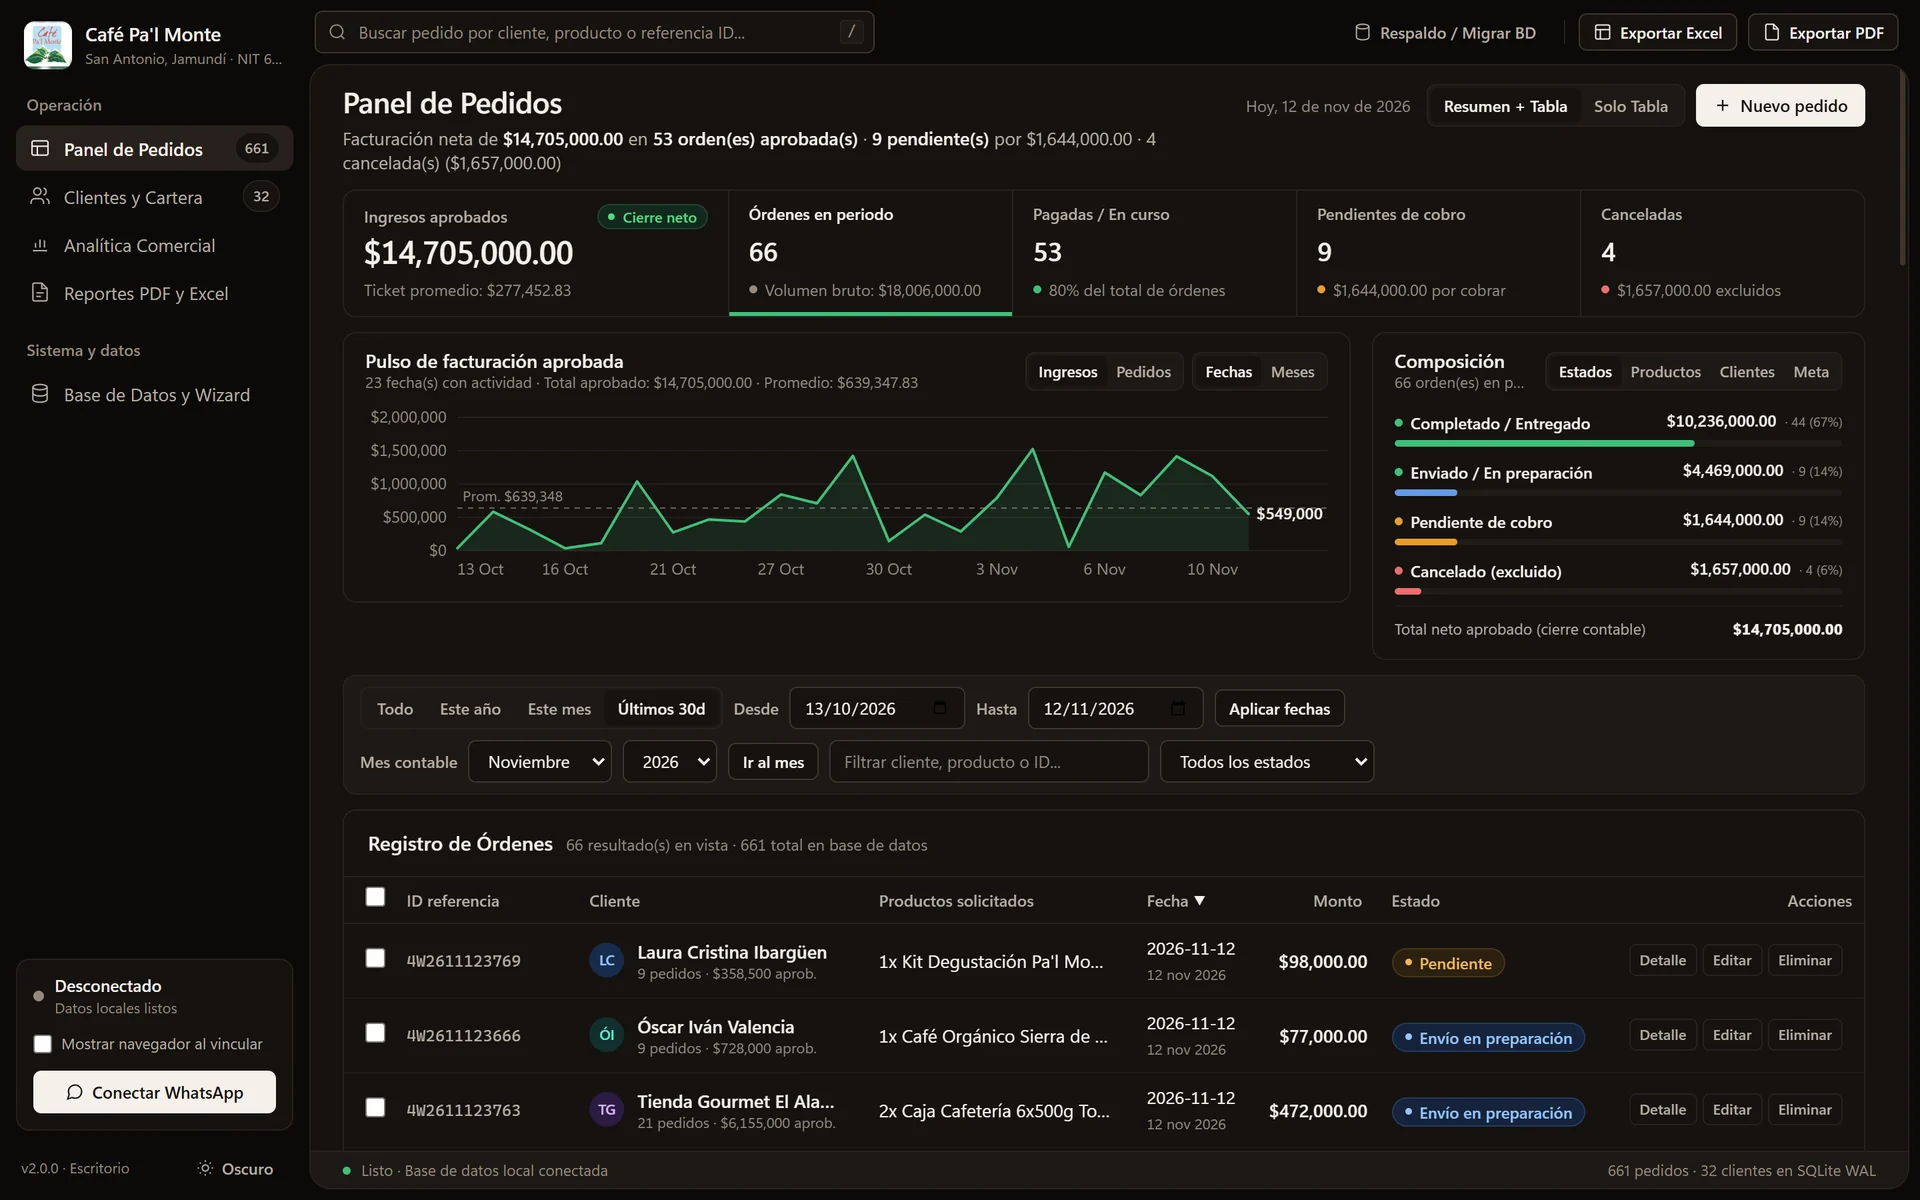 Café Pa'l Monte
San Antonio, Jamundí · NIT 6...
Operación
Panel de Pedidos 661
Clientes y Cartera 32
Analítica Comercial
Reportes PDF y Excel
Sistema y datos
Base de Datos y Wizard
Desconectado
Datos locales listos
Mostrar navegador al vincular
Conectar WhatsApp
v2.0.0 · Escritorio Oscuro
Buscar pedido por cliente, producto o referencia ID... /
Respaldo / Migrar BD
Exportar Excel
Exportar PDF
Panel de Pedidos
Hoy, 12 de nov de 2026
Resumen + Tabla Solo Tabla
+ Nuevo pedido
Facturación neta de $14,705,000.00 en 53 orden(es) aprobada(s) · 9 pendiente(s) por $1,644,000.00 · 4
cancelada(s) ($1,657,000.00)
Ingresos aprobados Cierre neto
$14,705,000.00
Ticket promedio: $277,452.83
Órdenes en periodo
66
Volumen bruto: $18,006,000.00
Pagadas / En curso
53
80% del total de órdenes
Pendientes de cobro
9
$1,644,000.00 por cobrar
Canceladas
4
$1,657,000.00 excluidos
Pulso de facturación aprobada
23 fecha(s) con actividad · Total aprobado: $14,705,000.00 · Promedio: $639,347.83
Ingresos Pedidos
Fechas Meses
$2,000,000
$1,500,000
$1,000,000
$500,000
$0
Prom. $639,348
$549,000
13 Oct 16 Oct 21 Oct 27 Oct 30 Oct 3 Nov 6 Nov 10 Nov
Composición
66 orden(es) en p...
Estados Productos Clientes Meta
Completado / Entregado $10,236,000.00 · 44 (67%)
Enviado / En preparación $4,469,000.00 · 9 (14%)
Pendiente de cobro $1,644,000.00 · 9 (14%)
Cancelado (excluido) $1,657,000.00 · 4 (6%)
Total neto aprobado (cierre contable) $14,705,000.00
Todo Este año Este mes Últimos 30d Desde 13/10/2026 Hasta 12/11/2026 Aplicar fechas
Mes contable Noviembre 2026 Ir al mes Filtrar cliente, producto o ID... Todos los estados
Registro de Órdenes 66 resultado(s) en vista · 661 total en base de datos
ID referencia Cliente Productos solicitados Fecha ▼ Monto Estado Acciones
4W2611123769 LC Laura Cristina Ibargüen 1x Kit Degustación Pa'l Mo... 2026-11-12 $98,000.00 Pendiente Detalle Editar Eliminar
9 pedidos · $358,500 aprob. 12 nov 2026
4W2611123666 ÓI Óscar Iván Valencia 1x Café Orgánico Sierra de ... 2026-11-12 $77,000.00 Envío en preparación Detalle Editar Eliminar
9 pedidos · $728,000 aprob. 12 nov 2026
4W2611123763 TG Tienda Gourmet El Ala... 2x Caja Cafetería 6x500g To... 2026-11-12 $472,000.00 Envío en preparación Detalle Editar Eliminar
21 pedidos · $6,155,000 aprob. 12 nov 2026
Listo · Base de datos local conectada
661 pedidos · 32 clientes en SQLite WAL